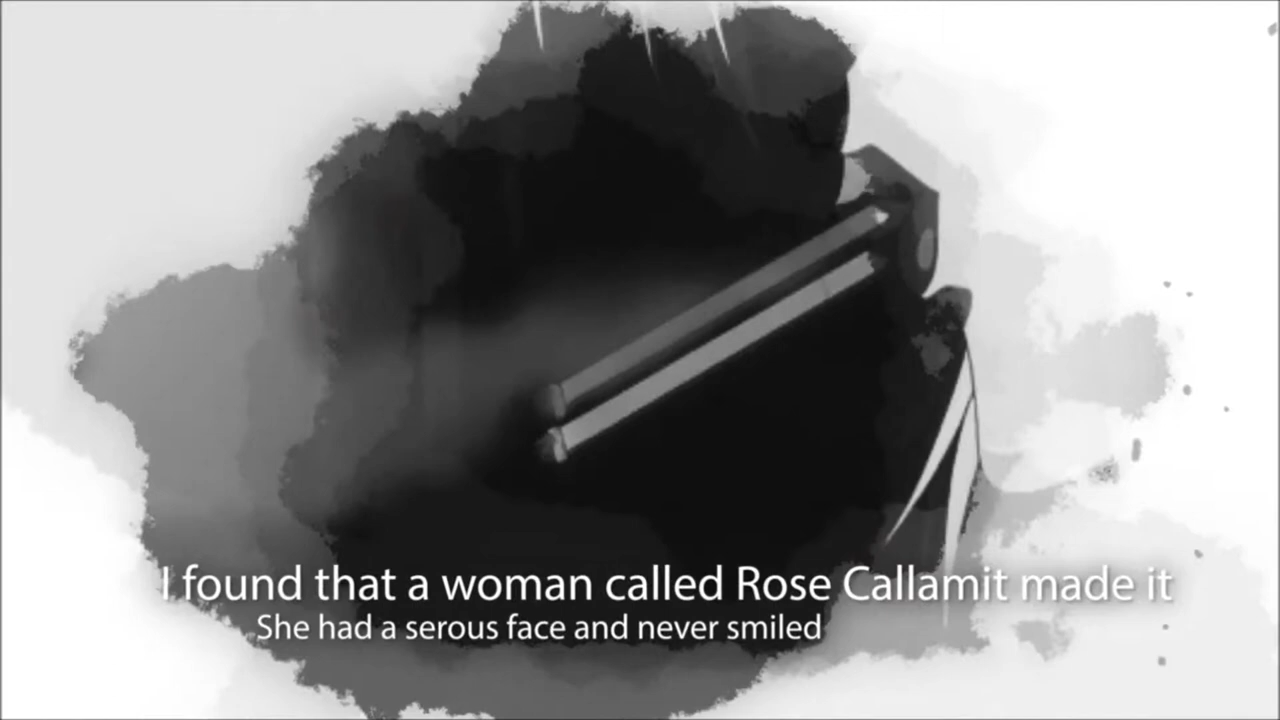 I found that a woman called Rose Callamit made it
She had a serous face and never smiled